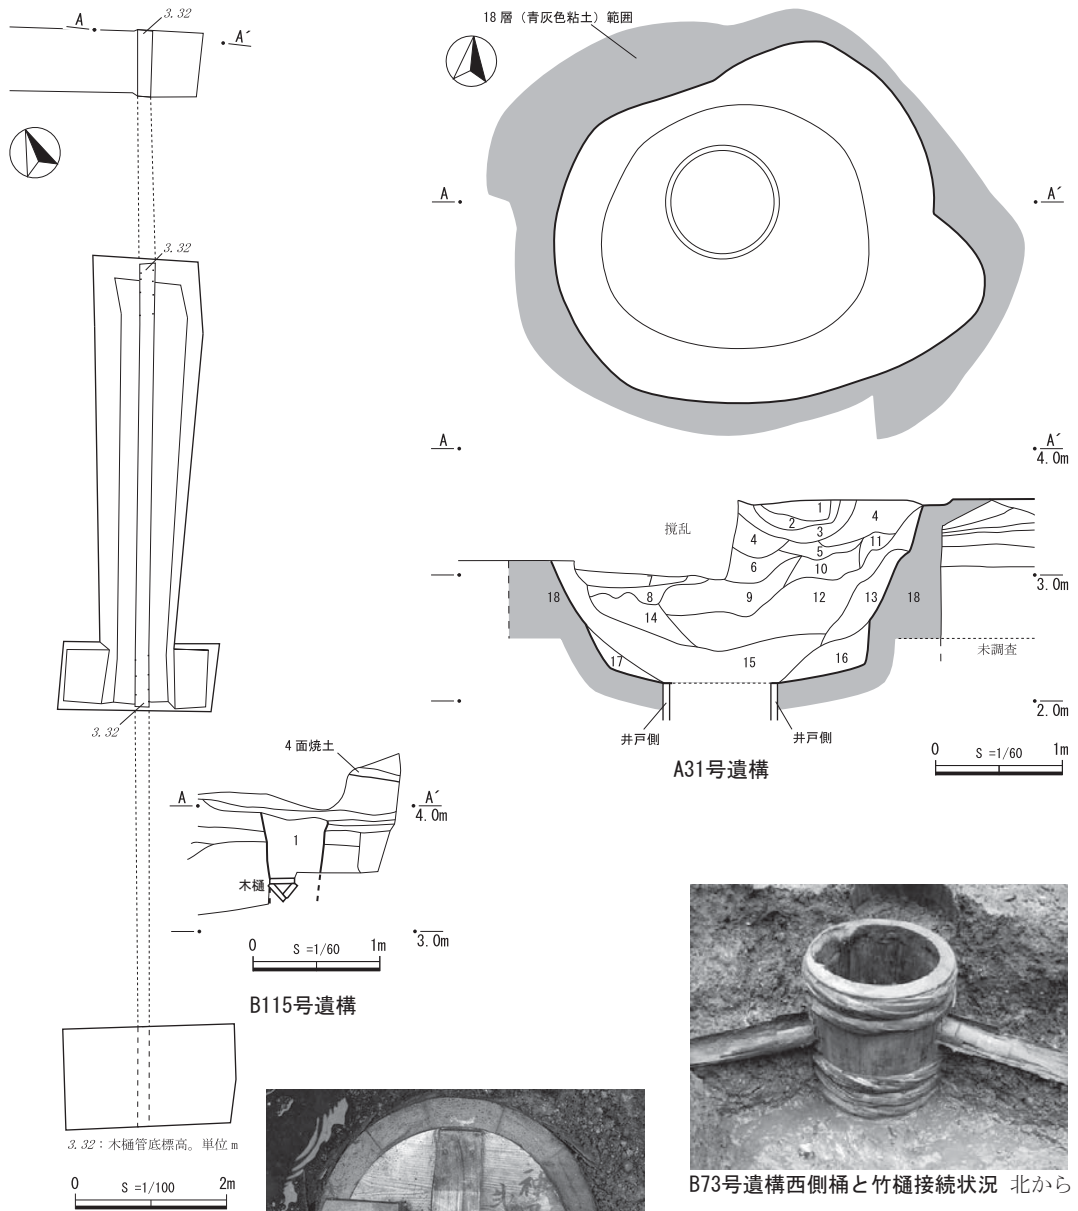 A
3.32
A′
3.32
3.32
3.32：木樋管底標高。単位m
0 S =1/100 2m
18層（青灰色粘土）範囲
A
A′
A
A′
4.0m
撹乱
1
2
3
4
4
5
11
6
10
8
9
12
13
18
18
14
17
15
16
3.0m
未調査
2.0m
井戸側
井戸側
A31号遺構
0 S =1/60 1m
4面焼土
A
A′
4.0m
1
木樋
3.0m
0 S =1/60 1m
B115号遺構
B73号遺構西側桶と竹樋接続状況 北から